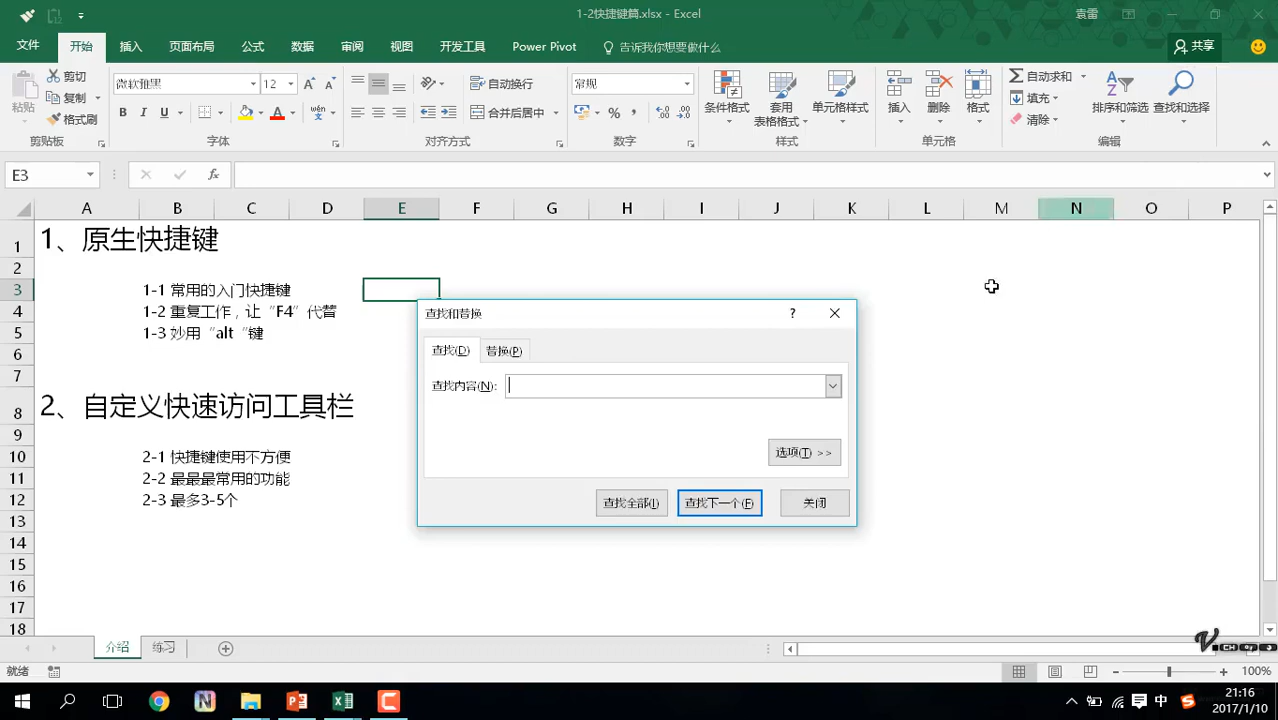 1-2快捷键篇.xlsx - Excel
袁雷
文件 开始 插入 页面布局 公式 数据 审阅 视图 开发工具 Power Pivot 告诉我你想要做什么 共享
粘贴 剪切 复制 格式刷
微软雅黑 12
B I U A 自动换行 合并后居中
常规
条件格式 套用 表格格式 单元格样式
插入 删除 格式
自动求和 填充 清除
排序和筛选 查找和选择
剪贴板 字体 对齐方式 数字 样式 单元格 编辑
E3 fx
A B C D E F G H I J K L M N O P
1 1、原生快捷键
2
3 1-1 常用的入门快捷键
4 1-2 重复工作，让“F4”代替
5 1-3 妙用“alt“键
6
7
8 2、自定义快速访问工具栏
9
10 2-1 快捷键使用不方便
11 2-2 最最最常用的功能
12 2-3 最多3-5个
13
14
15
16
17
18
查找和替换 ?
查找(D) 替换(P)
查找内容(N):
选项(T) >>
查找全部(I) 查找下一个(F) 关闭
介绍 练习
就绪 100%
中 21:16
2017/1/10